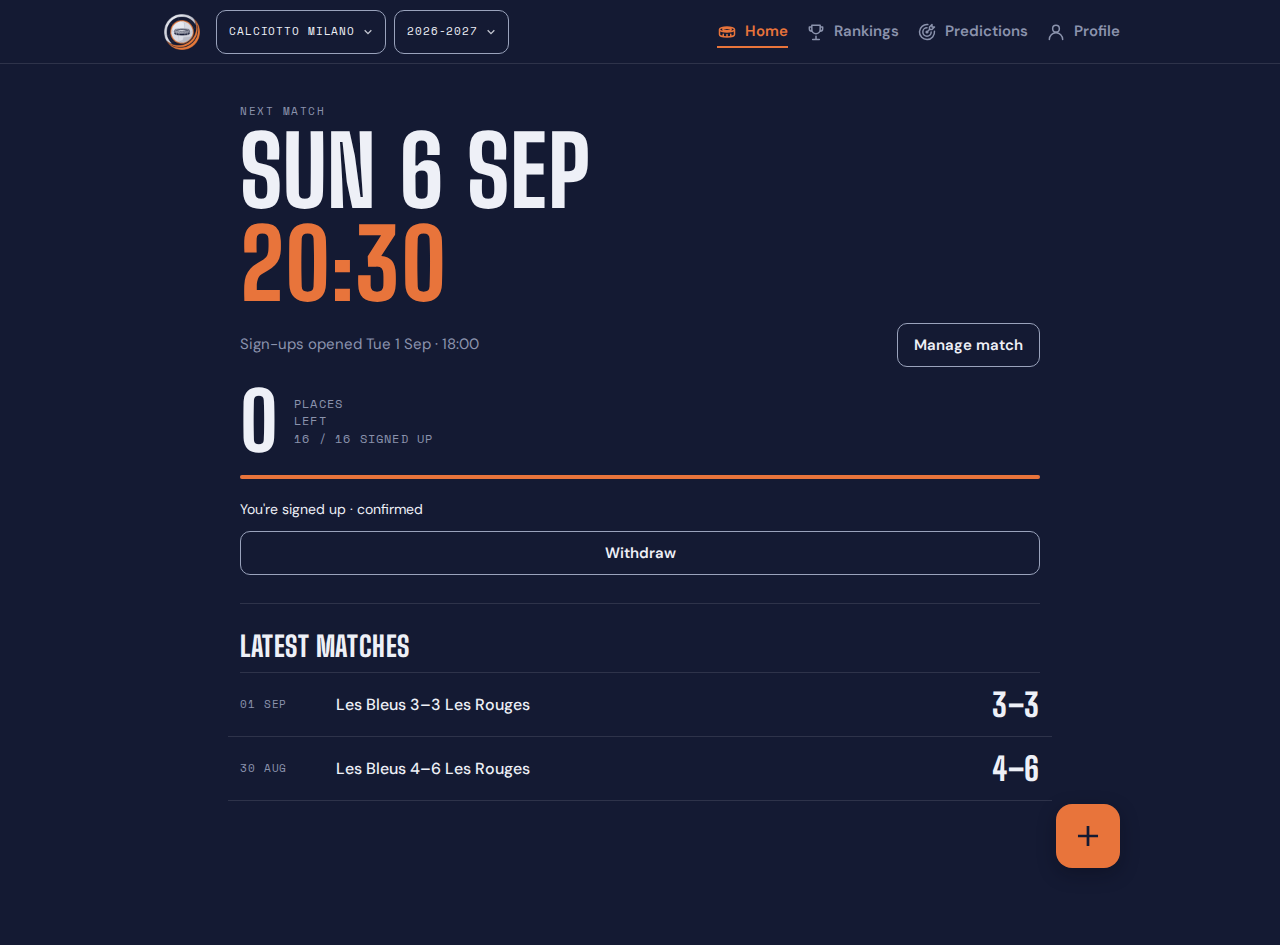 CALCIOTTO MILANO
2026-2027
Home
Rankings
Predictions
Profile
NEXT MATCH
SUN 6 SEP
20:30
Sign-ups opened Tue 1 Sep · 18:00
Manage match
0
PLACES
LEFT
16 / 16 SIGNED UP
You're signed up · confirmed
Withdraw
LATEST MATCHES
01 SEP
Les Bleus 3–3 Les Rouges
3–3
30 AUG
Les Bleus 4–6 Les Rouges
4–6